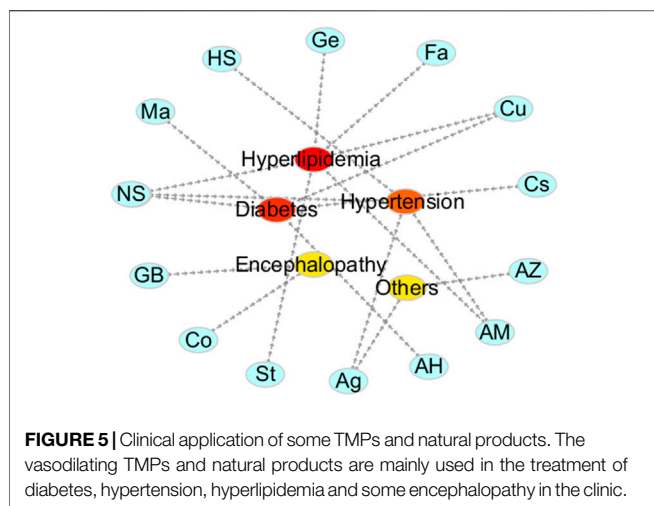 Ge
HS
Fa
Ma
Cu
Hyperlipidemia
NS
Cs
Diabetes
Hypertension
Encephalopathy
GB
AZ
Others
Co
AM
St
Ag
AH
FIGURE 5 | Clinical application of some TMPs and natural products. The
vasodilating TMPs and natural products are mainly used in the treatment of
diabetes, hypertension, hyperlipidemia and some encephalopathy in the clinic.